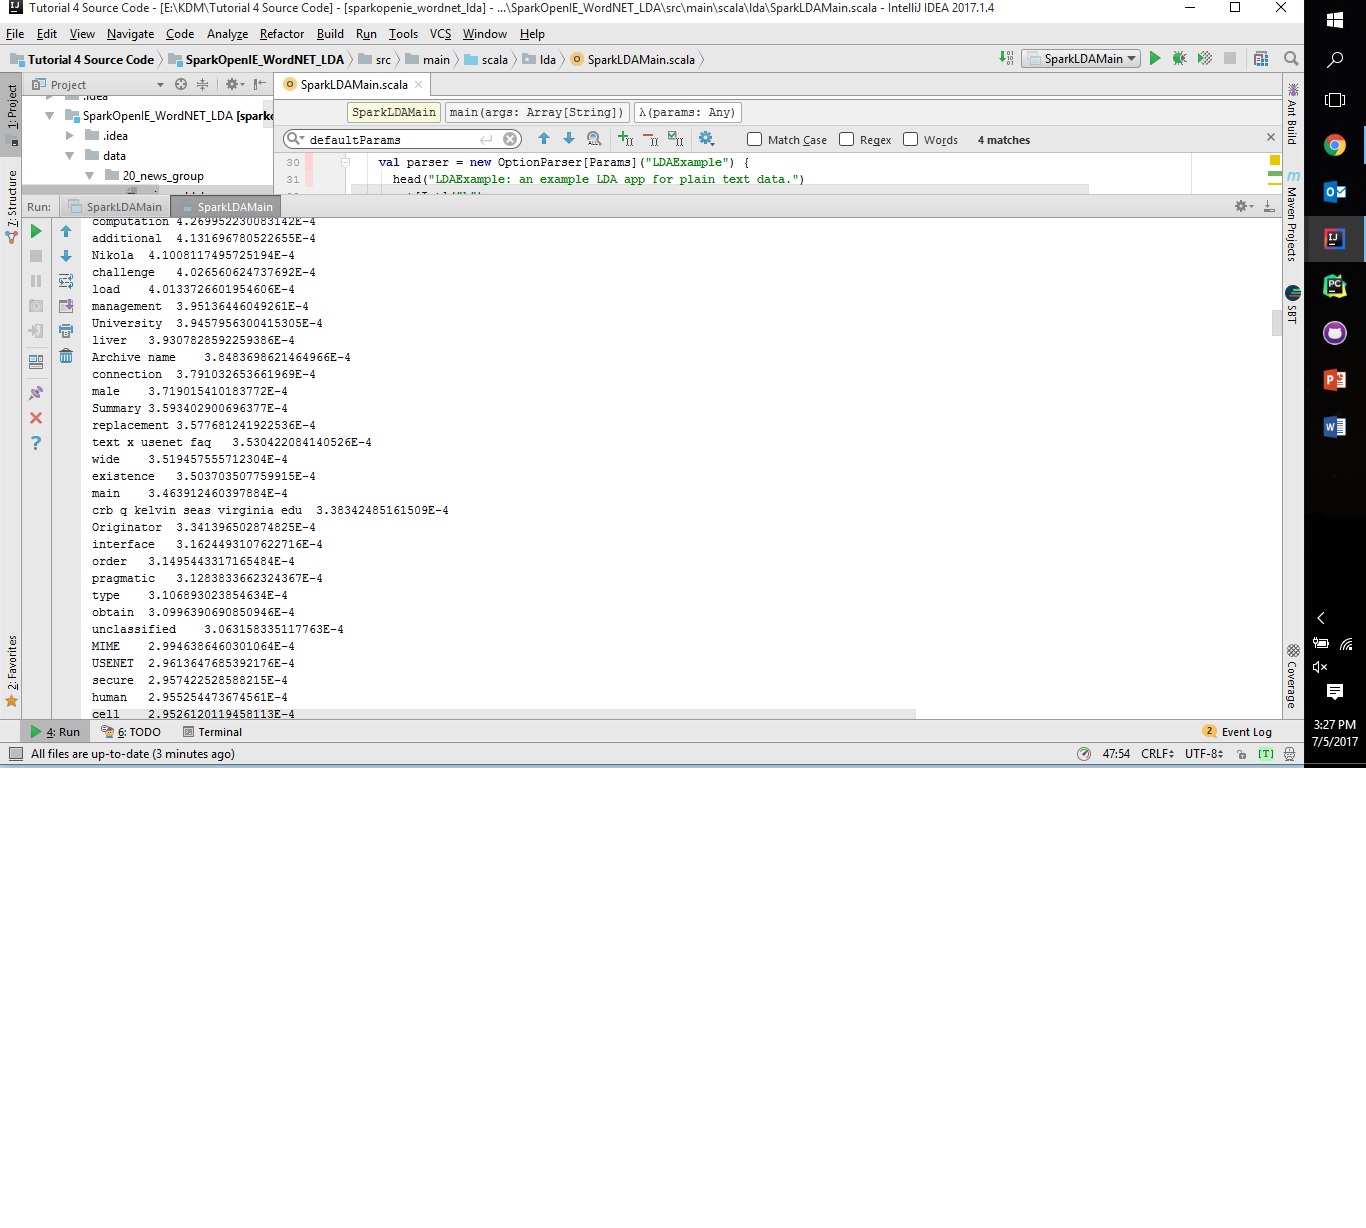 Tutorial 4 Source Code - [E:\KDM\Tutorial 4 Source Code] - [sparkopenie_wordnet_lda] - ...\SparkOpenIE_WordNET_LDA\src\main\scala\lda\SparkLDAMain.scala - IntelliJ IDEA 2017.1.4
File Edit View Navigate Code Analyze Refactor Build Run Tools VCS Window Help
Tutorial 4 Source Code SparkOpenIE_WordNET_LDA src main scala lda SparkLDAMain.scala SparkLDAMain
1: Project
7: Structure
2: Favorites
Project
.idea
SparkOpenIE_WordNET_LDA [sparko
.idea
data
20_news_group
SparkLDAMain.scala
SparkLDAMain main(args: Array[String]) λ(params: Any)
defaultParams Match Case Regex Words 4 matches
30 val parser = new OptionParser[Params]("LDAExample") {
31 head("LDAExample: an example LDA app for plain text data.")
Run: SparkLDAMain SparkLDAMain
computation 4.269952230083142E-4
additional 4.131696780522655E-4
Nikola 4.1008117495725194E-4
challenge 4.026560624737692E-4
load 4.0133726601954606E-4
management 3.95136446049261E-4
University 3.9457956300415305E-4
liver 3.9307828592259386E-4
Archive name 3.8483698621464966E-4
connection 3.791032653661969E-4
male 3.719015410183772E-4
Summary 3.593402900696377E-4
replacement 3.577681241922536E-4
text x usenet faq 3.530422084140526E-4
wide 3.519457555712304E-4
existence 3.503703507759915E-4
main 3.463912460397884E-4
crb q kelvin seas virginia edu 3.38342485161509E-4
Originator 3.341396502874825E-4
interface 3.1624493107622716E-4
order 3.1495443317165484E-4
pragmatic 3.1283833662324367E-4
type 3.106893023854634E-4
obtain 3.0996390690850946E-4
unclassified 3.063158335117763E-4
MIME 2.9946386460301064E-4
USENET 2.9613647685392176E-4
secure 2.957422528588215E-4
human 2.955254473674561E-4
cell 2.9526120119458113E-4
Ant Build
Maven Projects
SBT
Coverage
4: Run 6: TODO Terminal 2 Event Log
All files are up-to-date (3 minutes ago) 47:54 CRLF UTF-8 [T]
3:27 PM
7/5/2017